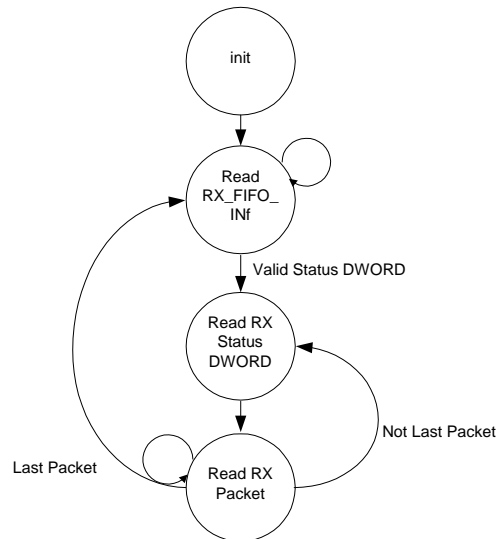 init
Read
RX_FIFO_
INf
Valid Status DWORD
Read RX
Status
DWORD
Not Last Packet
Last Packet
Read RX
Packet